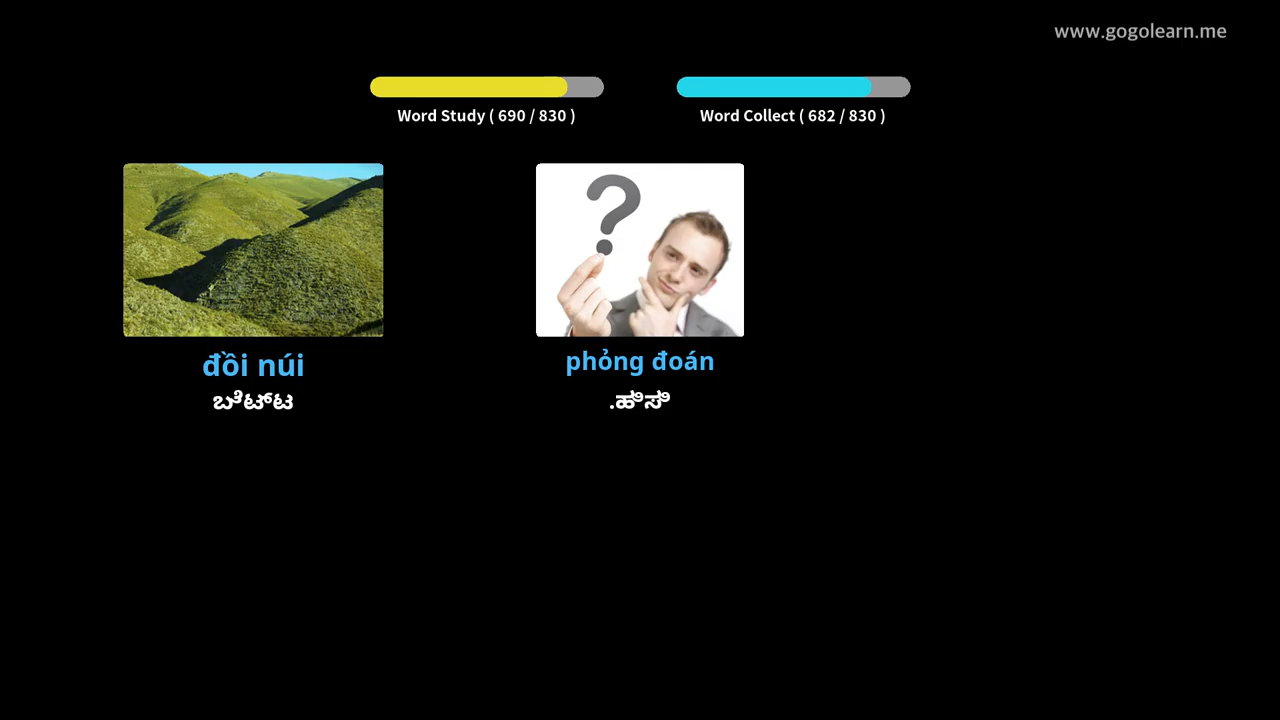 www.gogolearn.me
Word Study ( 690 / 830 )
Word Collect ( 682 / 830 )
đồi núi
ಬೆಟ್ಟ
phỏng đoán
.ಹಿಸಿ